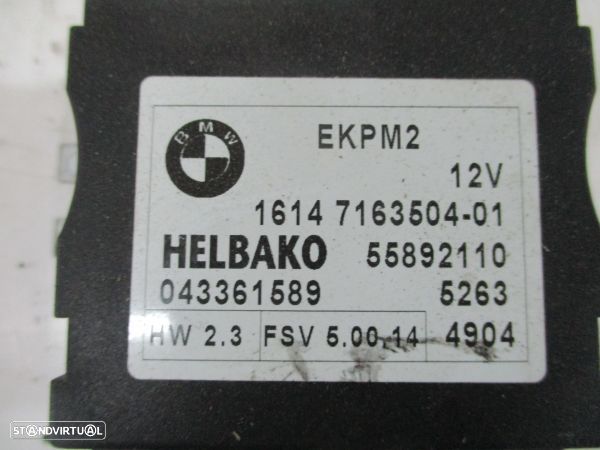 BMW
EKPM2
12V
1614 7163504-01
HELBAKO 55892110
043361589 5263
HW 2.3 FSV 5.00.14 4904
STANDVIRTUAL